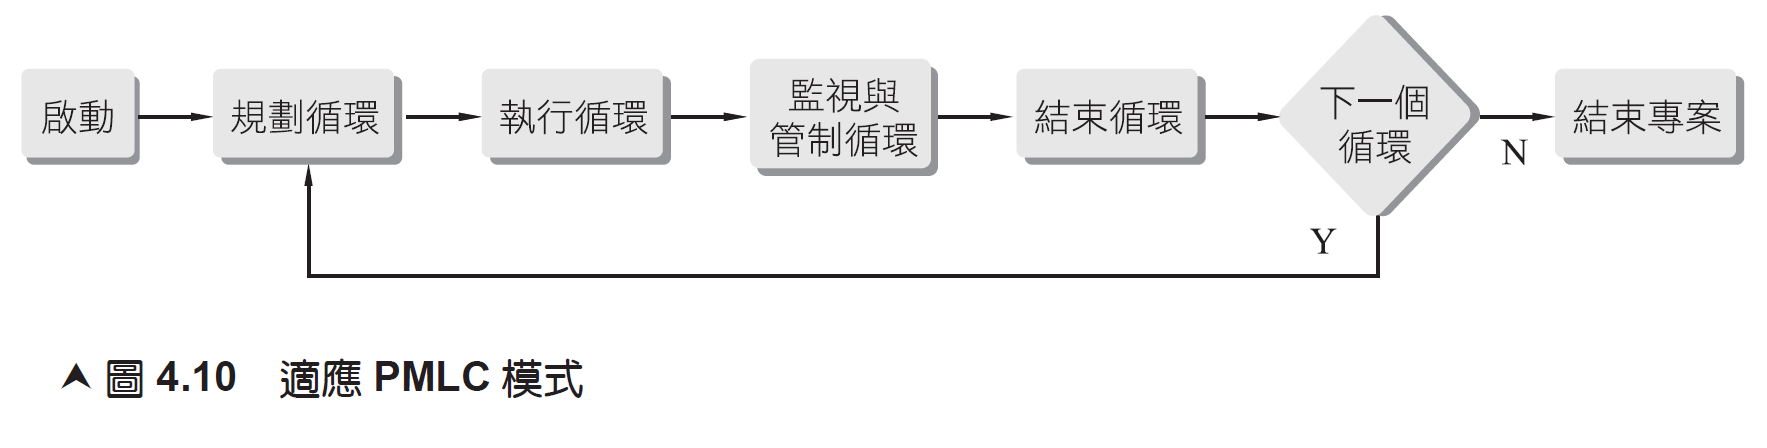 啟動
規劃循環
執行循環
監視與
管制循環
結束循環
下一個
循環
N
結束專案
Y
圖 4.10 適應 PMLC 模式